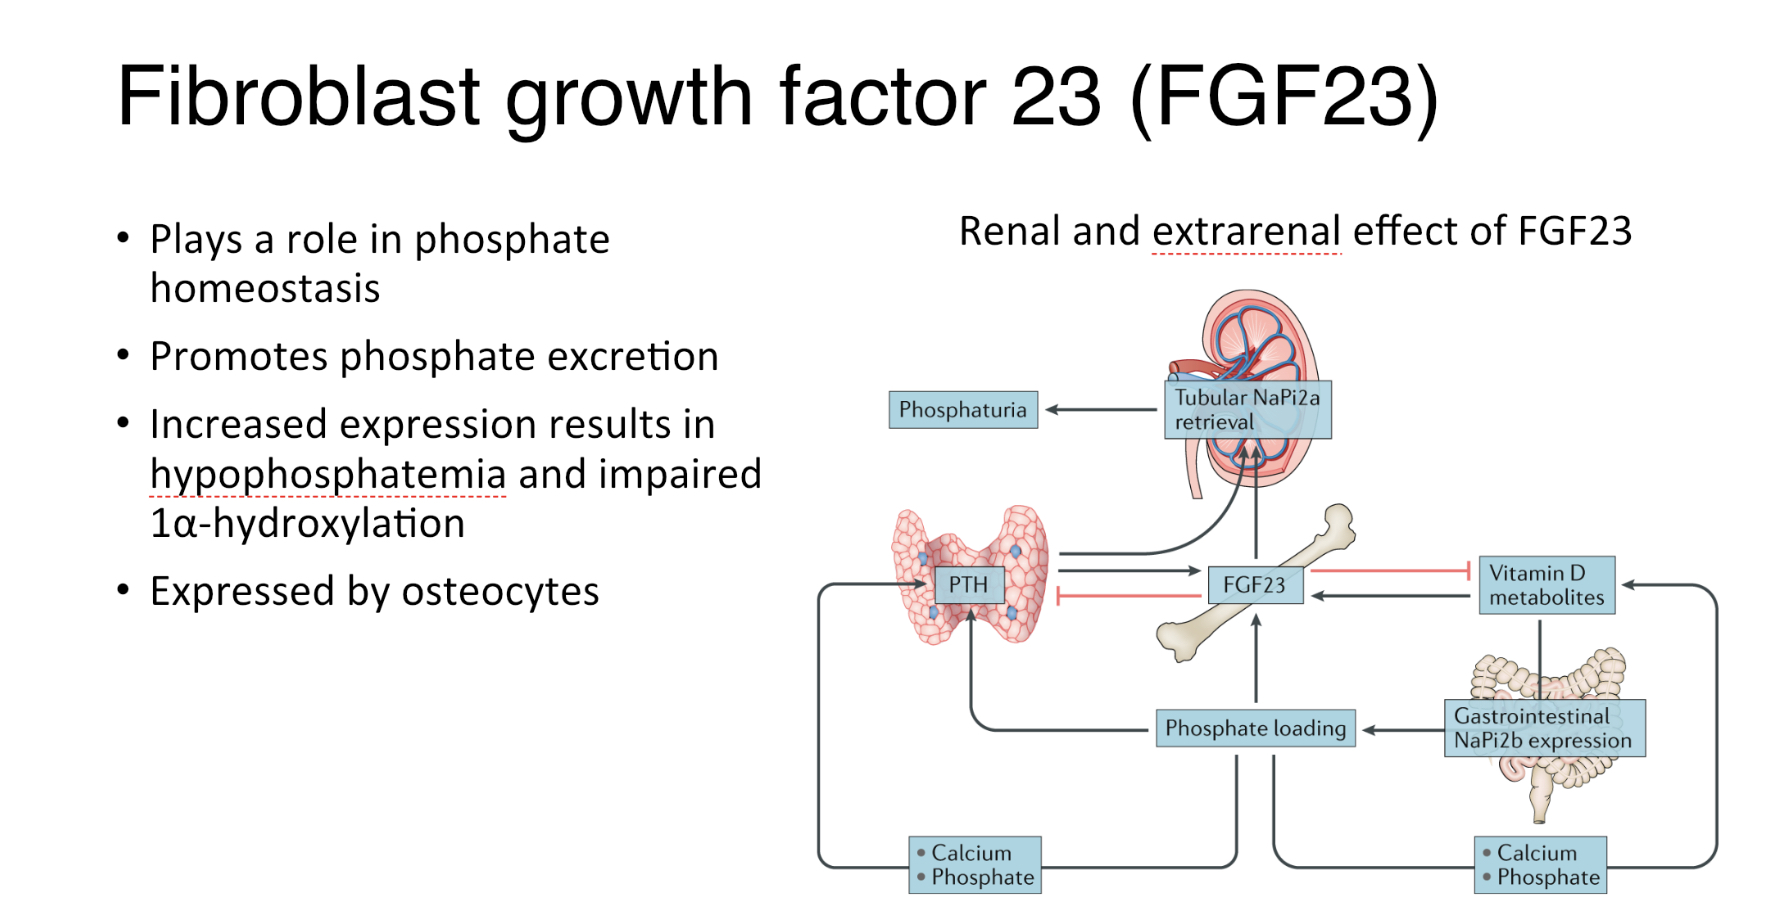 Fibroblast growth factor 23 (FGF23)
• Plays a role in phosphate
homeostasis
• Promotes phosphate excretion
• Increased expression results in
hypophosphatemia and impaired
1α-hydroxylation
• Expressed by osteocytes
Renal and extrarenal effect of FGF23
Phosphaturia
Tubular NaPi2a
retrieval
PTH
FGF23
Vitamin D
metabolites
Phosphate loading
Gastrointestinal
NaPi2b expression
• Calcium
• Phosphate
• Calcium
• Phosphate